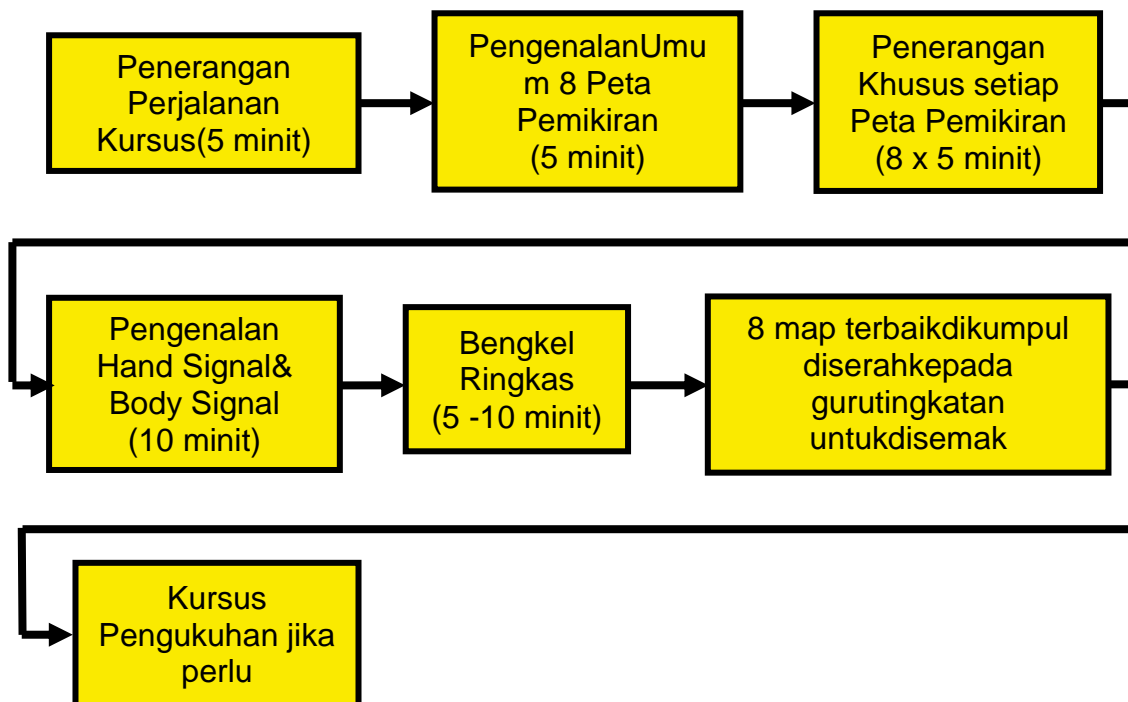 Penerangan
Perjalanan
Kursus(5 minit)
PengenalanUmu
m 8 Peta
Pemikiran
(5 minit)
Penerangan
Khusus setiap
Peta Pemikiran
(8 x 5 minit)
Pengenalan
Hand Signal&
Body Signal
(10 minit)
Bengkel
Ringkas
(5 -10 minit)
8 map terbaikdikumpul
diserahkepada
gurutingkatan
untukdisemak
Kursus
Pengukuhan jika
perlu